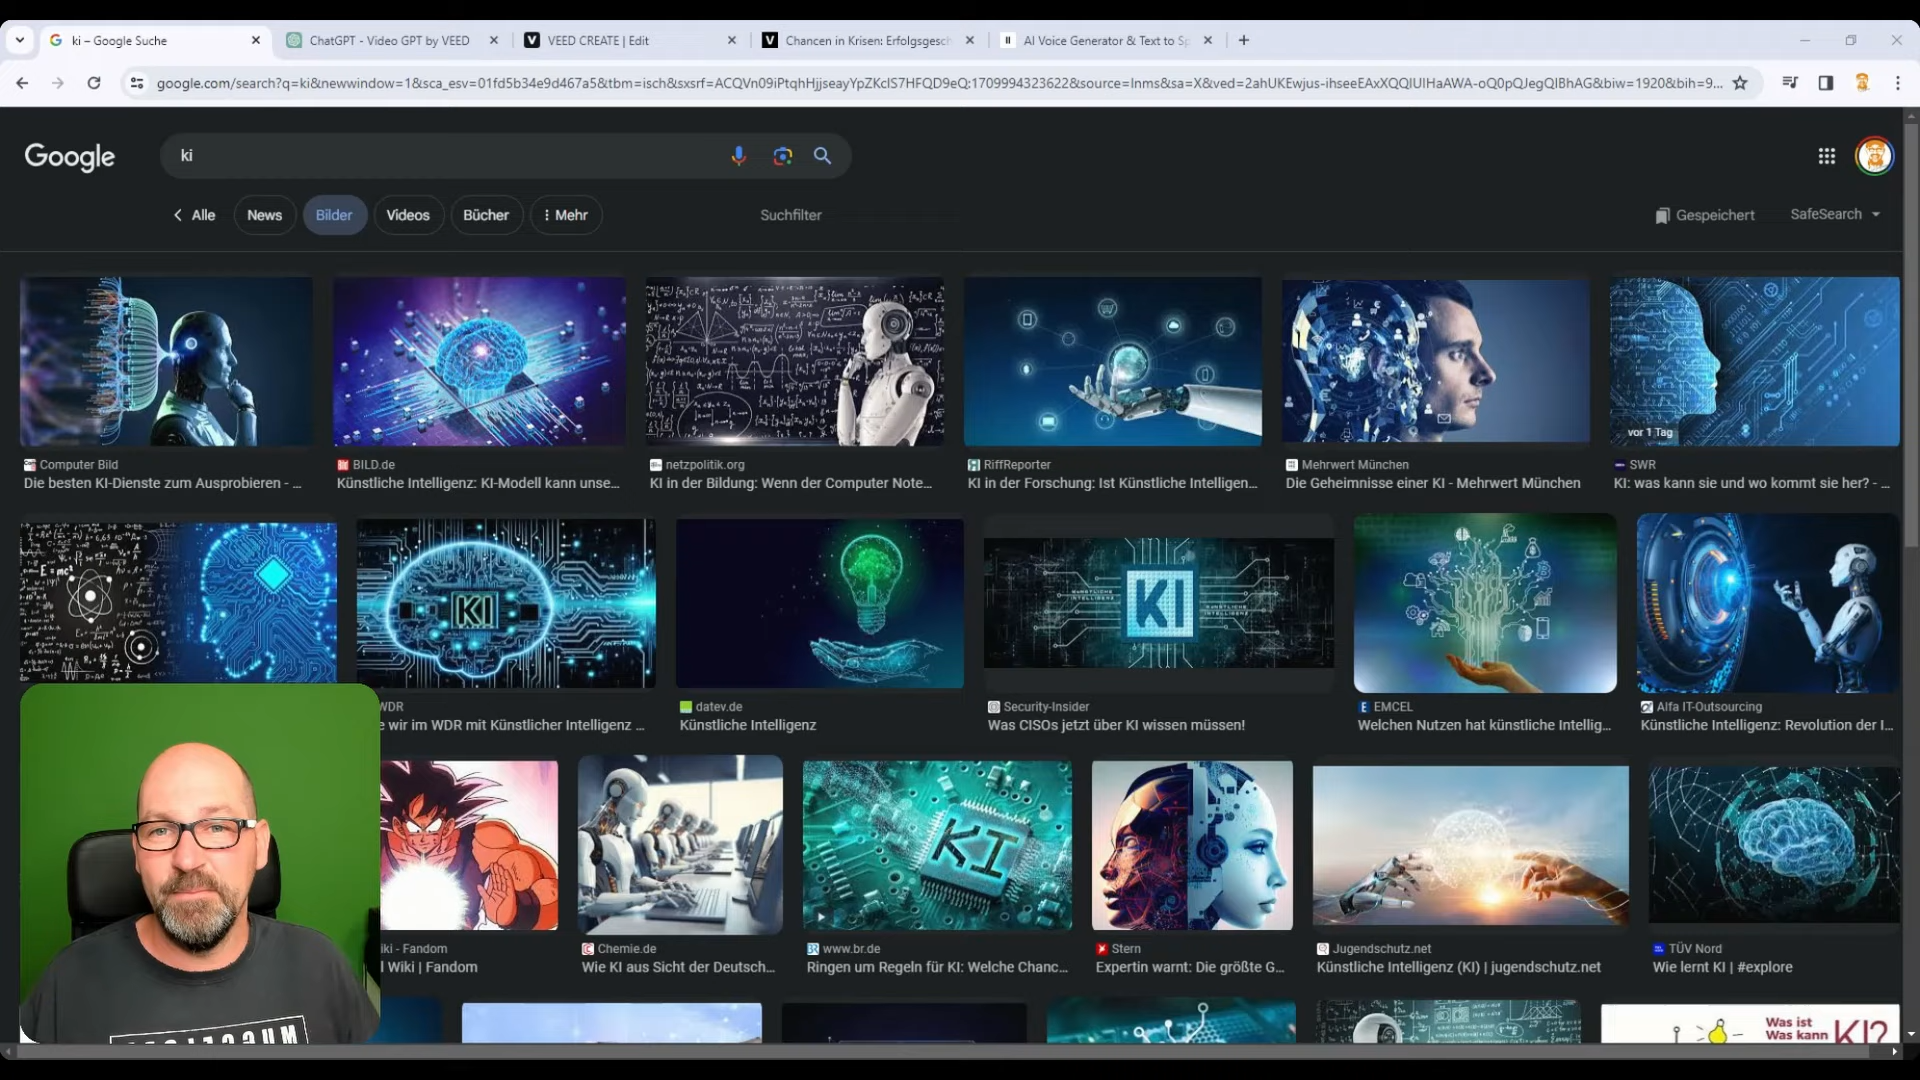 ki – Google Suche
ChatGPT - Video GPT by VEED
VEED CREATE | Edit
Chancen in Krisen: Erfolgsgesch
AI Voice Generator & Text to Sp
google.com/search?q=ki&newwindow=1&sca_esv=01fd5b34e9d467a5&tbm=isch&sxsrf=ACQVn09iPtqhHjjseayYpZKcIS7HFQD9eQ:1709994323622&source=lnms&sa=X&ved=2ahUKEwjus-ihseEAxXQQIUIHaAWA-oQ0pQJegQIBhAG&biw=1920&bih=9...
Google
ki
Alle
News
Bilder
Videos
Bücher
Mehr
Suchfilter
Gespeichert
SafeSearch
vor 1 Tag
Computer Bild
Die besten KI-Dienste zum Ausprobieren - ...
BILD.de
Künstliche Intelligenz: KI-Modell kann unse...
netzpolitik.org
KI in der Bildung: Wenn der Computer Note...
RiffReporter
KI in der Forschung: Ist Künstliche Intelligen...
Mehrwert München
Die Geheimnisse einer KI - Mehrwert München
SWR
KI: was kann sie und wo kommt sie her? - ...
E=mc²
KI
KI
WDR
e wir im WDR mit Künstlicher Intelligenz ...
datev.de
Künstliche Intelligenz
Security-Insider
Was CISOs jetzt über KI wissen müssen!
EMCEL
Welchen Nutzen hat künstliche Intellig...
Alfa IT-Outsourcing
Künstliche Intelligenz: Revolution der I...
KI
iki - Fandom
l Wiki | Fandom
Chemie.de
Wie KI aus Sicht der Deutsch...
www.br.de
Ringen um Regeln für KI: Welche Chanc...
Stern
Expertin warnt: Die größte G...
Jugendschutz.net
Künstliche Intelligenz (KI) | jugendschutz.net
TÜV Nord
Wie lernt KI | #explore
Was ist
Was kann
KI?